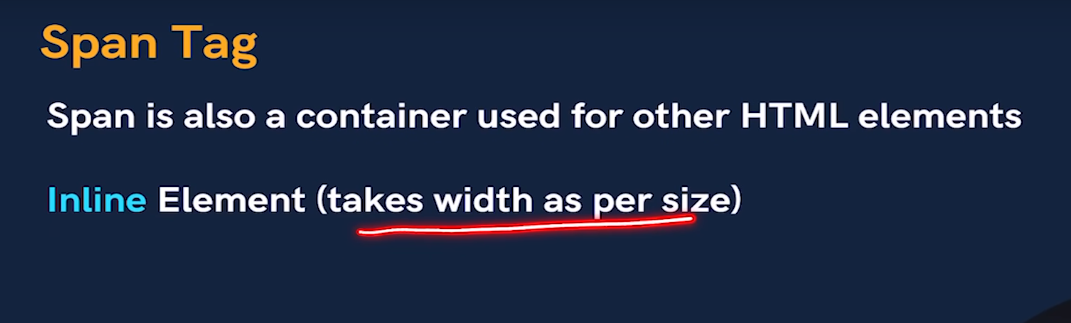 Span Tag
Span is also a container used for other HTML elements
Inline Element (takes width as per size)